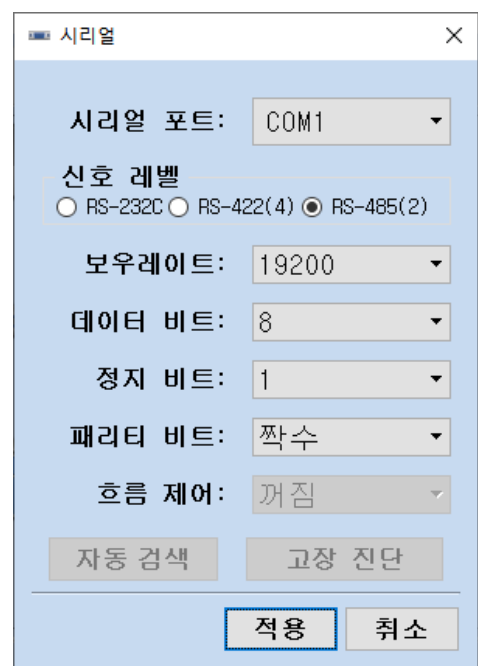 시리얼
시리얼 포트: COM1
신호 레벨
RS-232C RS-422(4) RS-485(2)
보우레이트: 19200
데이터 비트: 8
정지 비트: 1
패리티 비트: 짝수
흐름 제어: 꺼짐
자동 검색 고장 진단
적용 취소